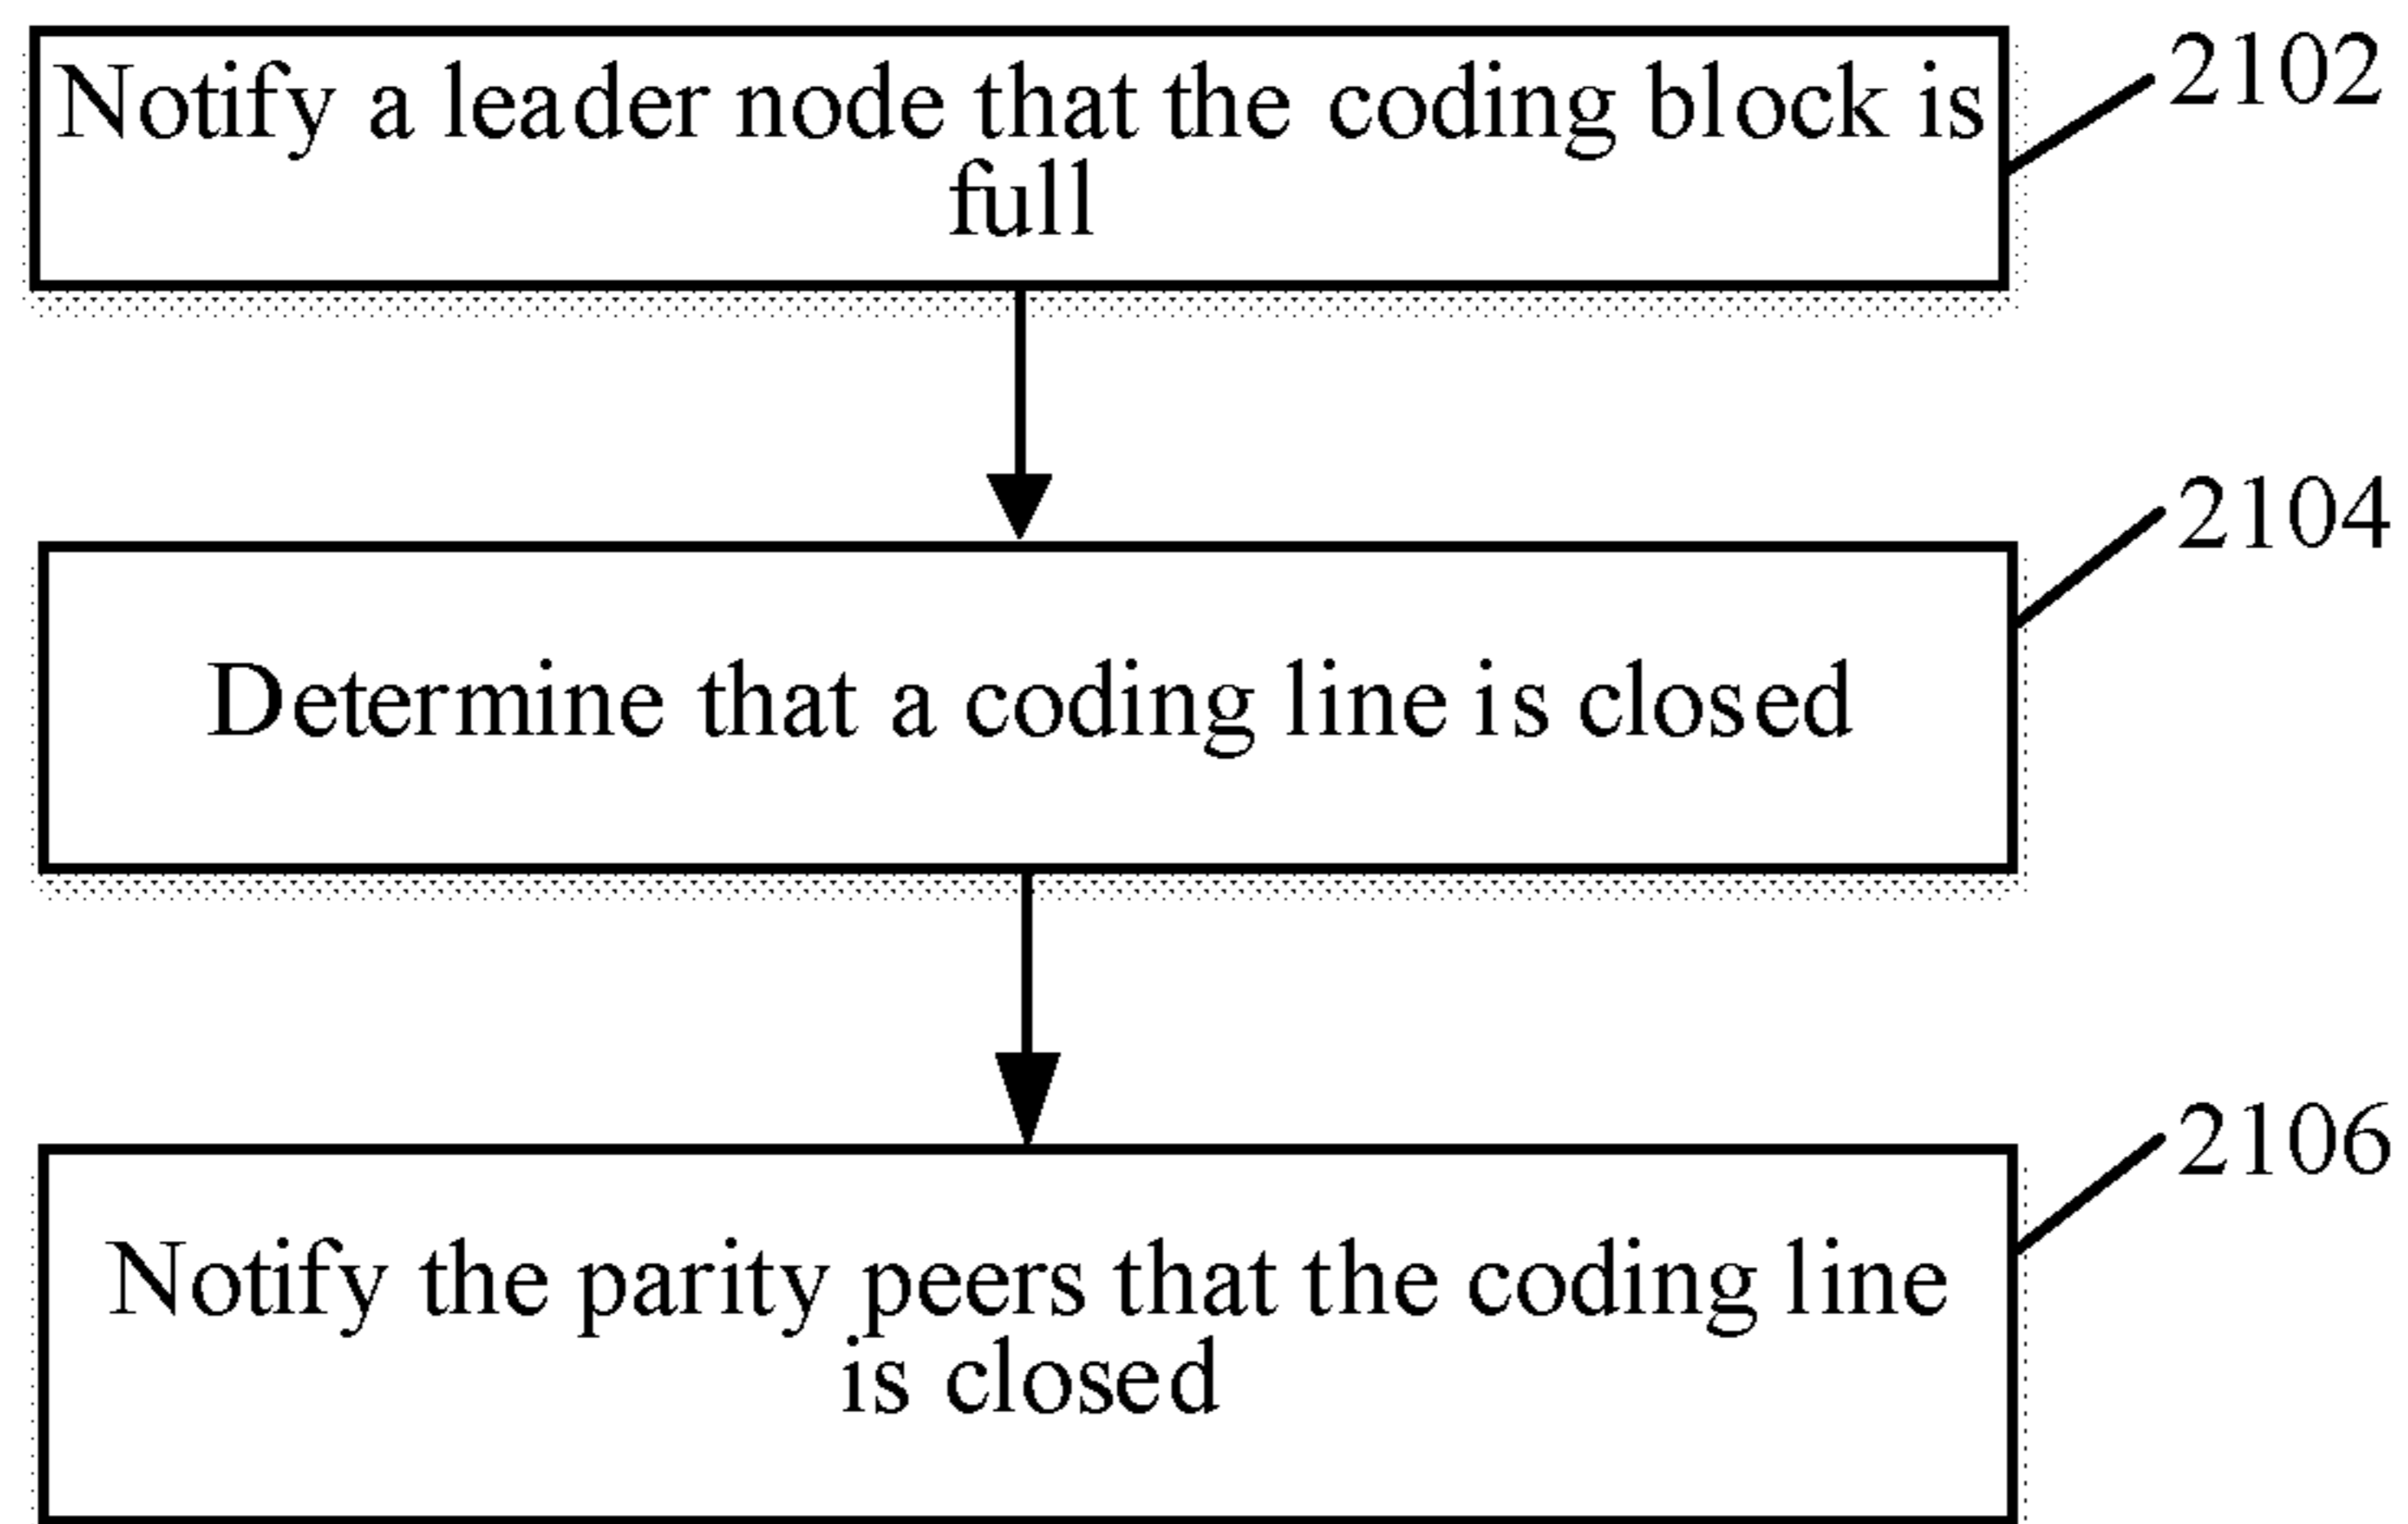 Notify a leader node that the coding block is
full
2102
Determine that a coding line is closed
2104
Notify the parity peers that the coding line
is closed
2106